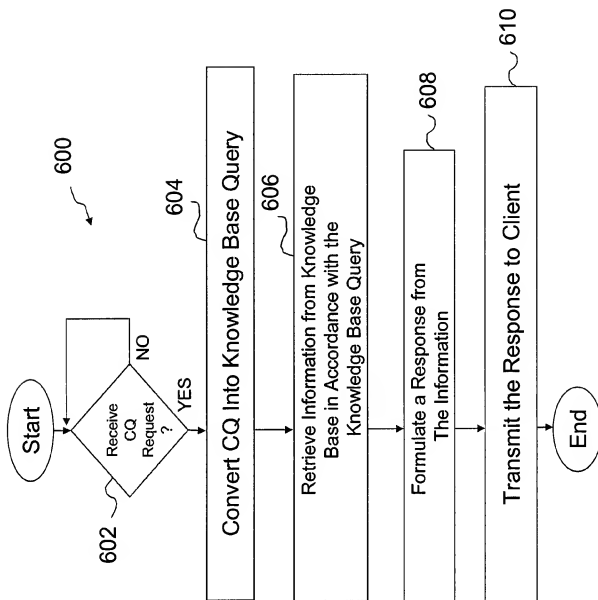 600
Start
602
Receive
CQ
Request
?
NO
YES
604
Convert CQ Into Knowledge Base Query
606
Retrieve Information from Knowledge
Base in Accordance with the
Knowledge Base Query
608
Formulate a Response from
The Information
610
Transmit the Response to Client
End